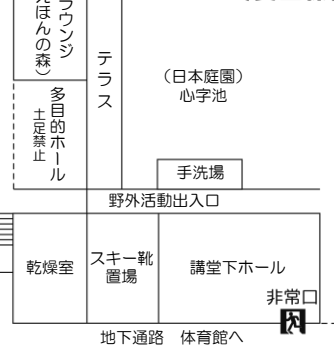 ラウンジ
えほんの森）
テラス
（日本庭園）
心字池
多目的ホール
土足禁止
手洗場
野外活動出入口
乾燥室
スキー靴
置場
講堂下ホール
非常口
地下通路　体育館へ